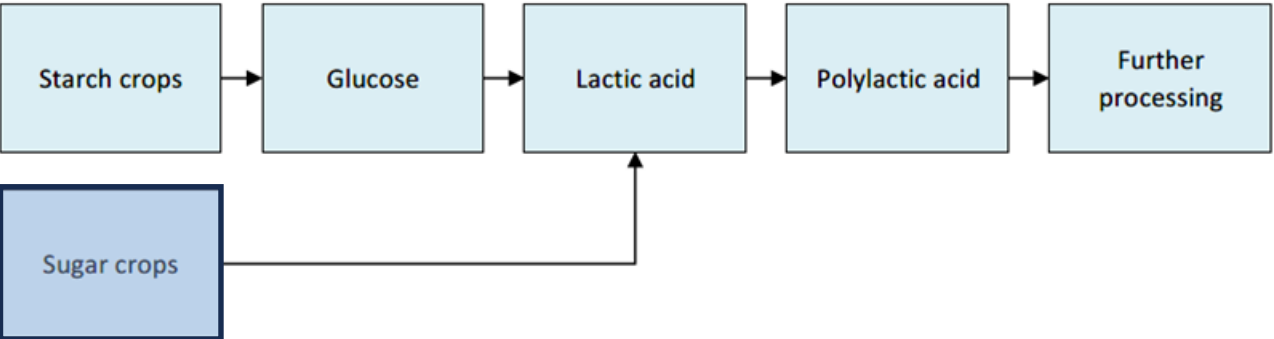 Starch crops
Glucose
Lactic acid
Polylactic acid
Further
processing
Sugar crops